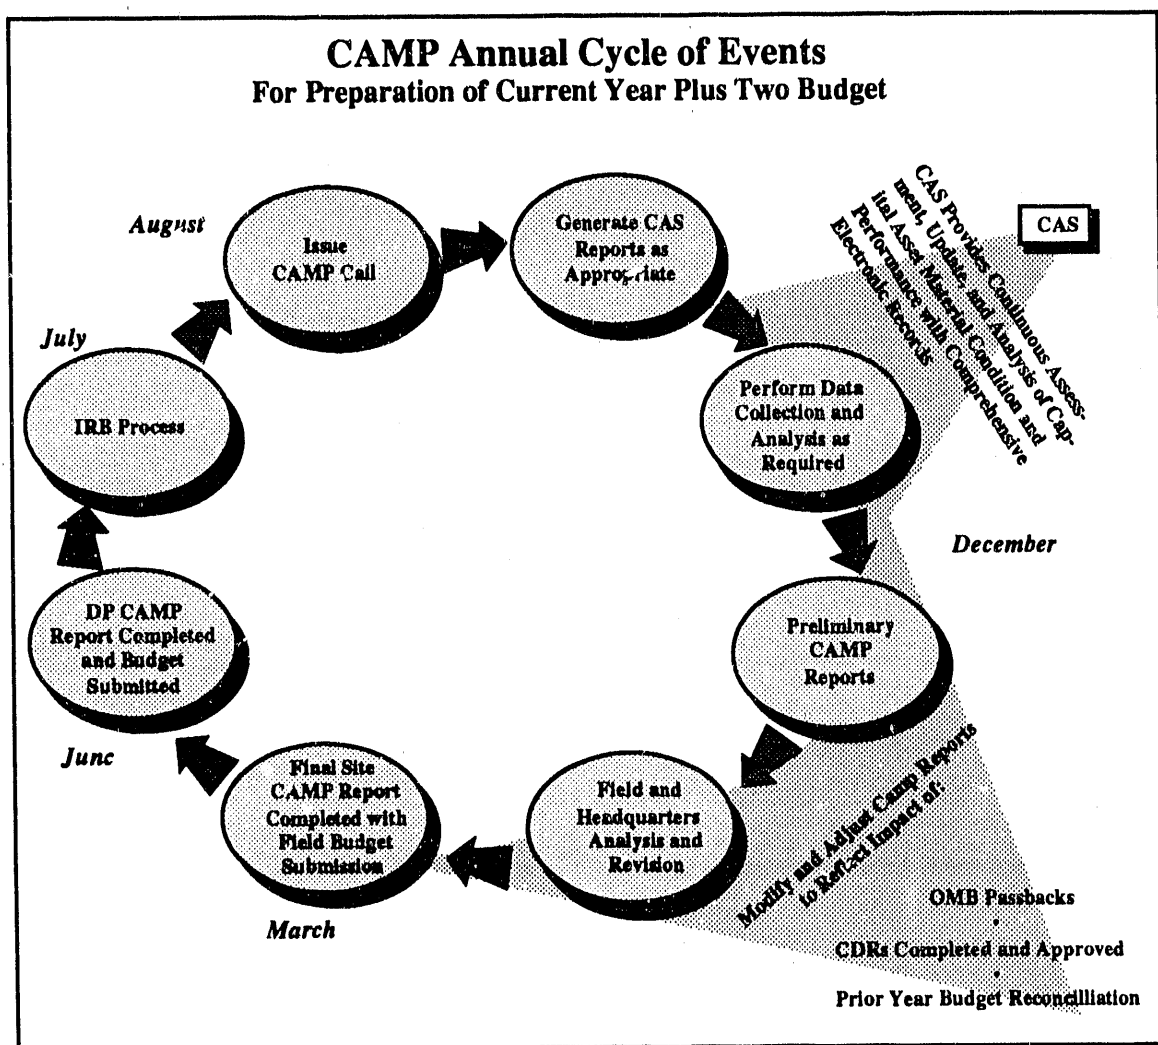 CAMP Annual Cycle of Events
For Preparation of Current Year Plus Two Budget
August
Issue
CAMP Call
Generate CAS
Reports as
Appropriate
CAS
CAS Provides Continuous Assess-
ment, Update, and Analysis of Cap-
ital Asset Material Condition and
Performance with Comprehensive
Electronic Records
July
IRB Process
Perform Data
Collection and
Analysis as
Required
December
DP CAMP
Report Completed
and Budget
Submitted
Preliminary
CAMP
Reports
June
Final Site
CAMP Report
Completed with
Field Budget
Submission
Field and
Headquarters
Analysis and
Revision
Modify and Adjust Camp Reports
to Reflect Impact of:
March
OMB Passbacks
CDRs Completed and Approved
Prior Year Budget Reconcilliation